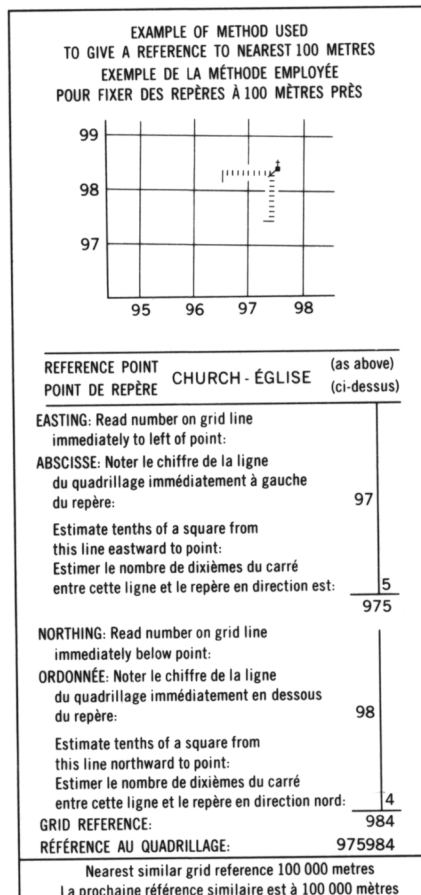 EXAMPLE OF METHOD USED
TO GIVE A REFERENCE TO NEAREST 100 METRES
EXEMPLE DE LA MÉTHODE EMPLOYÉE
POUR FIXER DES REPÈRES À 100 MÈTRES PRÈS
99
98
97
95 96 97 98
REFERENCE POINT
POINT DE REPÈRE
CHURCH - ÉGLISE
(as above)
(ci-dessus)
EASTING: Read number on grid line
immediately to left of point:
ABSCISSE: Noter le chiffre de la ligne
du quadrillage immédiatement à gauche
du repère: 97
Estimate tenths of a square from
this line eastward to point:
Estimer le nombre de dixièmes du carré
entre cette ligne et le repère en direction est: 5
975
NORTHING: Read number on grid line
immediately below point:
ORDONNÉE: Noter le chiffre de la ligne
du quadrillage immédiatement en dessous
du repère: 98
Estimate tenths of a square from
this line northward to point:
Estimer le nombre de dixièmes du carré
entre cette ligne et le repère en direction nord: 4
GRID REFERENCE: 984
RÉFÉRENCE AU QUADRILLAGE: 975984
Nearest similar grid reference 100 000 metres
La prochaine référence similaire est à 100 000 mètres